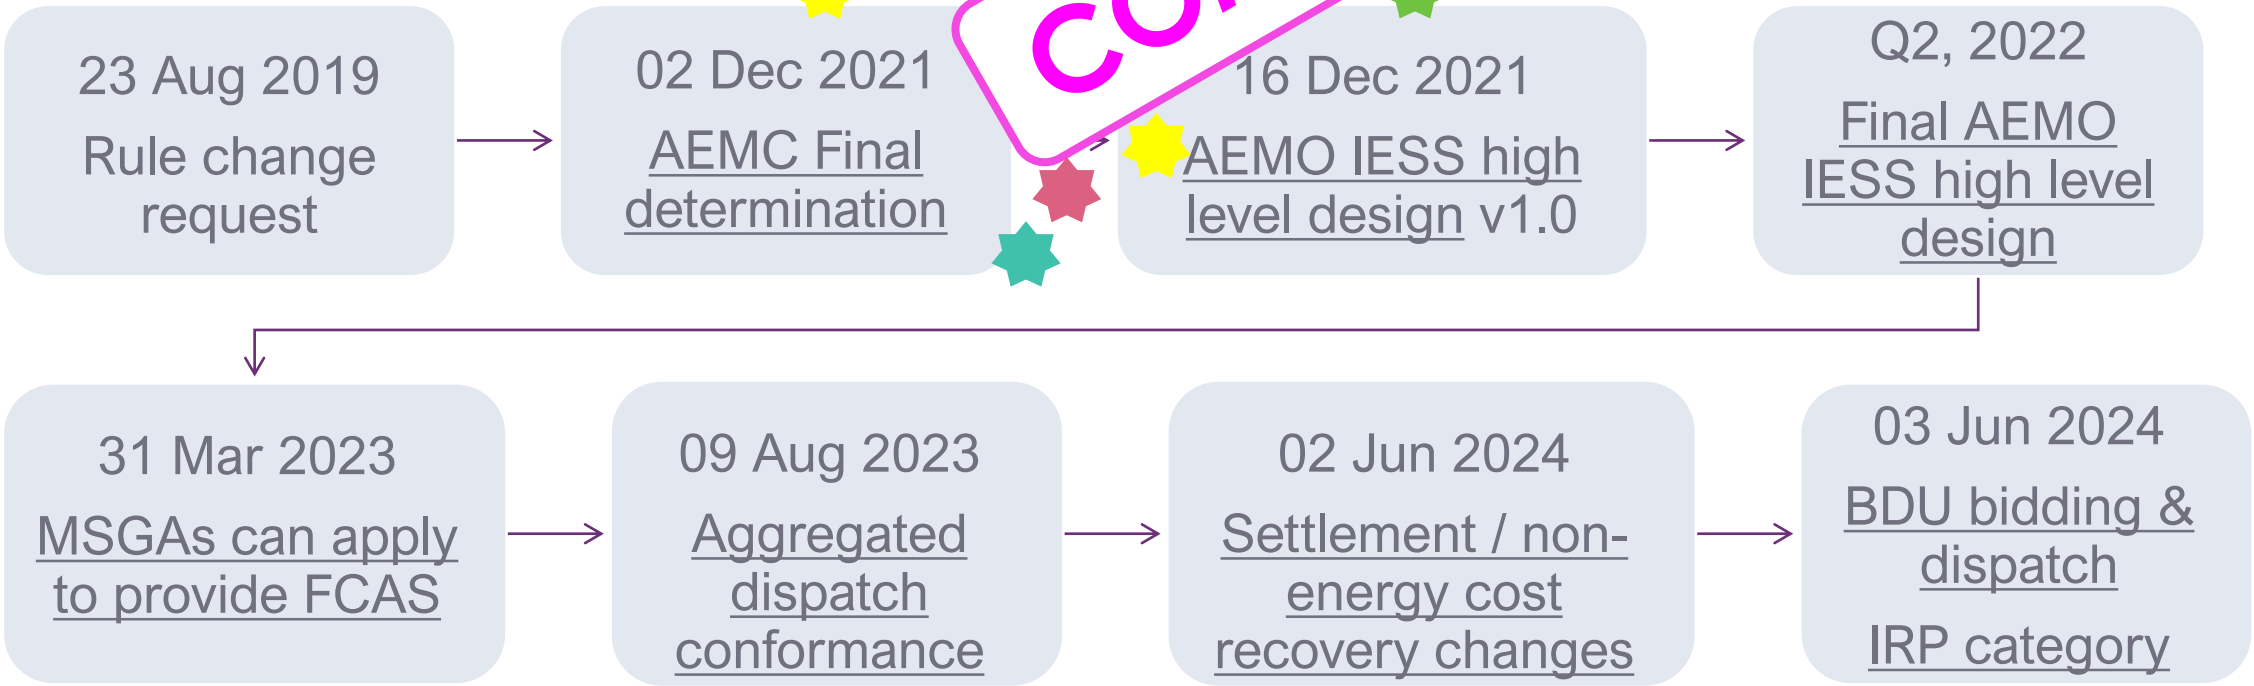 23 Aug 2019
Rule change
request
02 Dec 2021
AEMC Final
determination
16 Dec 2021
AEMO IESS high
level design v1.0
Q2, 2022
Final AEMO
IESS high level
design
31 Mar 2023
MSGAs can apply
to provide FCAS
09 Aug 2023
Aggregated
dispatch
conformance
02 Jun 2024
Settlement / non-
energy cost
recovery changes
03 Jun 2024
BDU bidding &
dispatch
IRP category